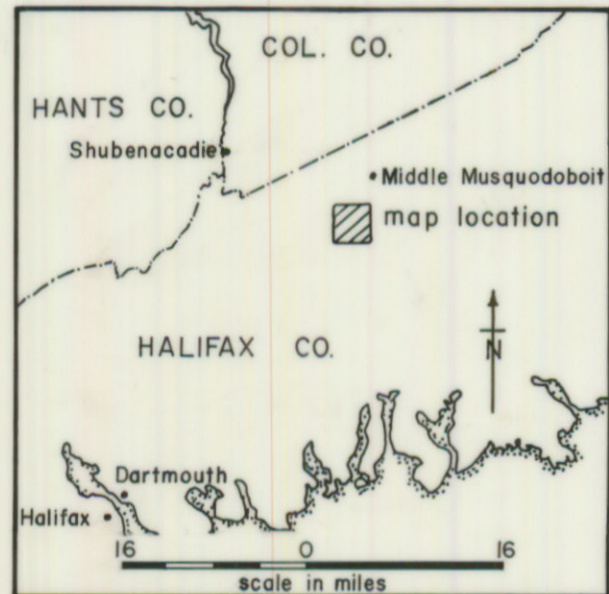 COL. CO.
HANTS CO.
Shubenacadie
Middle Musquodoboit
map location
N
HALIFAX CO.
Dartmouth
Halifax
16 0 16
scale in miles